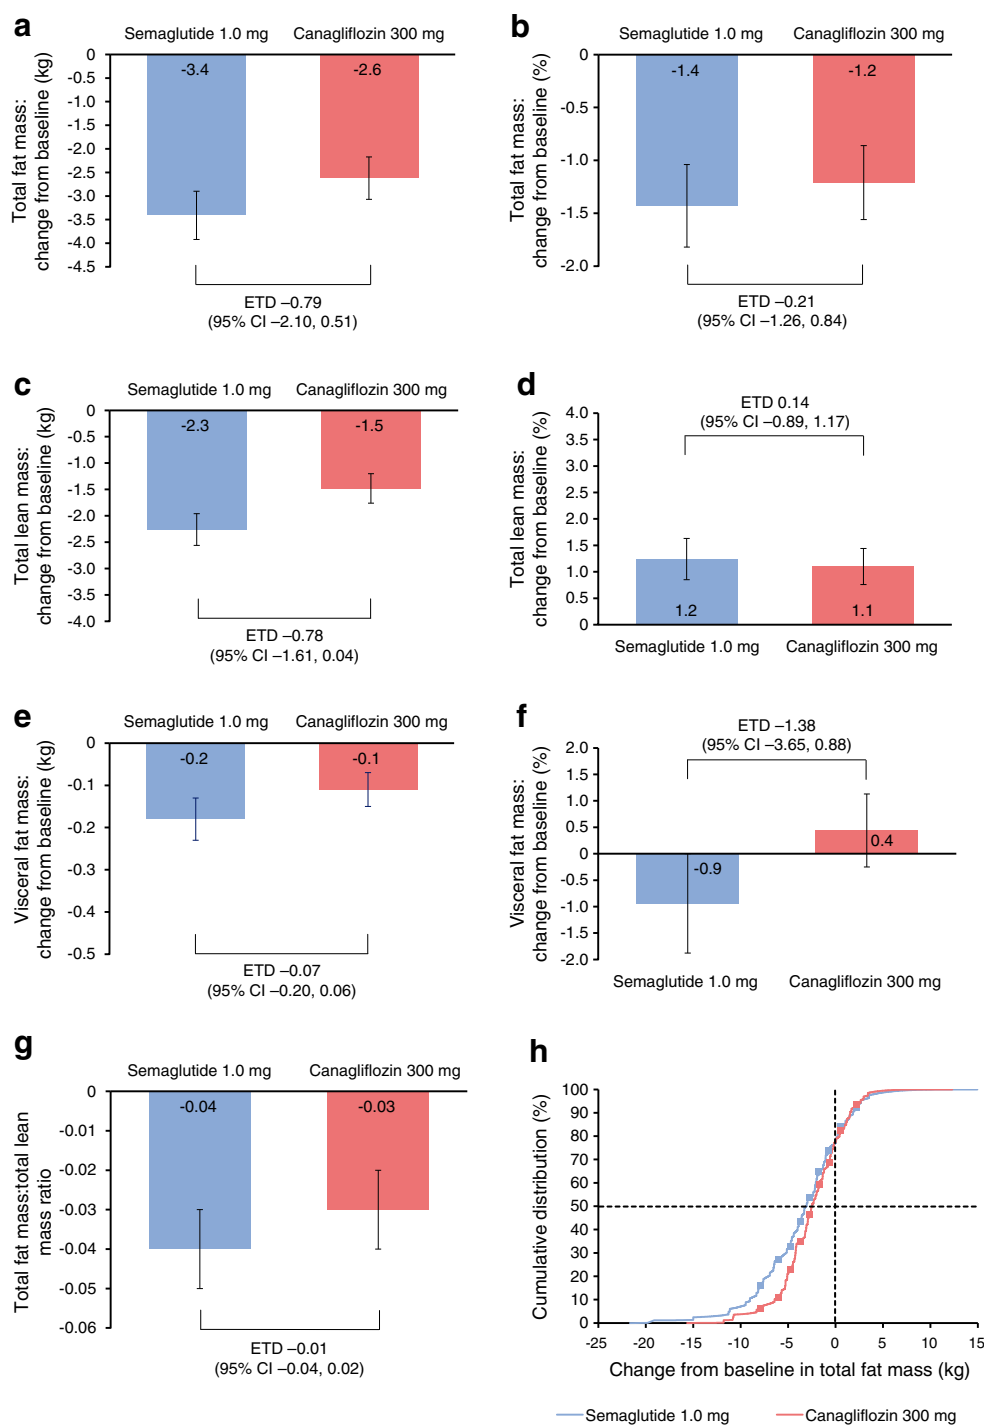 a
Semaglutide 1.0 mg
Canagliflozin 300 mg
Total fat mass:
change from baseline (kg)
0
-0.5
-1.0
-1.5
-2.0
-2.5
-3.0
-3.5
-4.0
-4.5
-3.4
-2.6
ETD –0.79
(95% CI –2.10, 0.51)
b
Semaglutide 1.0 mg
Canagliflozin 300 mg
Total fat mass:
change from baseline (%)
0
-0.5
-1.0
-1.5
-2.0
-1.4
-1.2
ETD –0.21
(95% CI –1.26, 0.84)
c
Semaglutide 1.0 mg
Canagliflozin 300 mg
Total lean mass:
change from baseline (kg)
0
-0.5
-1.0
-1.5
-2.0
-2.5
-3.0
-3.5
-4.0
-2.3
-1.5
ETD –0.78
(95% CI –1.61, 0.04)
d
ETD 0.14
(95% CI –0.89, 1.17)
Total lean mass:
change from baseline (%)
4.0
3.5
3.0
2.5
2.0
1.5
1.0
0.5
0
1.2
1.1
Semaglutide 1.0 mg
Canagliflozin 300 mg
e
Semaglutide 1.0 mg
Canagliflozin 300 mg
Visceral fat mass:
change from baseline (kg)
0
-0.1
-0.2
-0.3
-0.4
-0.5
-0.2
-0.1
ETD –0.07
(95% CI –0.20, 0.06)
f
ETD –1.38
(95% CI –3.65, 0.88)
Visceral fat mass:
change from baseline (%)
2.0
1.5
1.0
0.5
0
-0.5
-1.0
-1.5
-2.0
-0.9
0.4
Semaglutide 1.0 mg
Canagliflozin 300 mg
g
Semaglutide 1.0 mg
Canagliflozin 300 mg
Total fat mass:total lean
mass ratio
0
-0.01
-0.02
-0.03
-0.04
-0.05
-0.06
-0.04
-0.03
ETD –0.01
(95% CI –0.04, 0.02)
h
Cumulative distribution (%)
100
90
80
70
60
50
40
30
20
10
0
-25
-20
-15
-10
-5
0
5
10
15
Change from baseline in total fat mass (kg)
Semaglutide 1.0 mg
Canagliflozin 300 mg